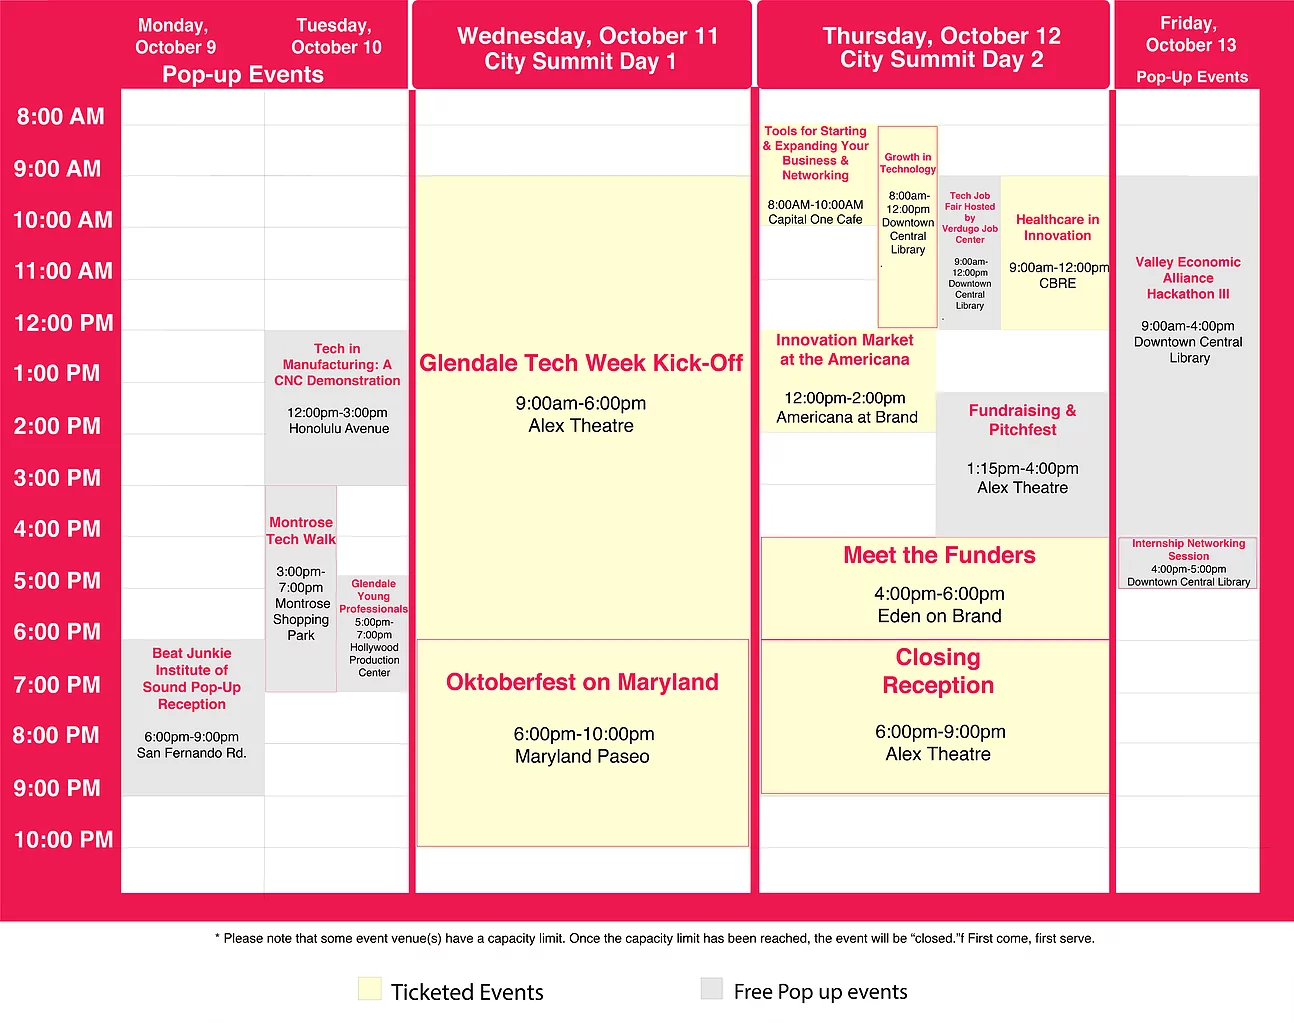 Monday,
October 9
Tuesday,
October 10
Pop-up Events
Wednesday, October 11
City Summit Day 1
Thursday, October 12
City Summit Day 2
Friday,
October 13
Pop-Up Events
8:00 AM
9:00 AM
10:00 AM
11:00 AM
12:00 PM
1:00 PM
2:00 PM
3:00 PM
4:00 PM
5:00 PM
6:00 PM
7:00 PM
8:00 PM
9:00 PM
10:00 PM
Beat Junkie
Institute of
Sound Pop-Up
Reception
6:00pm-9:00pm
San Fernando Rd.
Tech in
Manufacturing: A
CNC Demonstration
12:00pm-3:00pm
Honolulu Avenue
Montrose
Tech Walk
3:00pm-
7:00pm
Montrose
Shopping
Park
Glendale
Young
Professionals
5:00pm-
7:00pm
Hollywood
Production
Center
Glendale Tech Week Kick-Off
9:00am-6:00pm
Alex Theatre
Oktoberfest on Maryland
6:00pm-10:00pm
Maryland Paseo
Tools for Starting
& Expanding Your
Business &
Networking
8:00AM-10:00AM
Capital One Cafe
Growth in
Technology
8:00am-
12:00pm
Downtown
Central
Library
.
Tech Job
Fair Hosted
by
Verdugo Job
Center
9:00am-
12:00pm
Downtown
Central
Library
.
Healthcare in
Innovation
9:00am-12:00pm
CBRE
Innovation Market
at the Americana
12:00pm-2:00pm
Americana at Brand
Fundraising &
Pitchfest
1:15pm-4:00pm
Alex Theatre
Meet the Funders
4:00pm-6:00pm
Eden on Brand
Closing
Reception
6:00pm-9:00pm
Alex Theatre
Valley Economic
Alliance
Hackathon III
9:00am-4:00pm
Downtown Central
Library
Internship Networking
Session
4:00pm-5:00pm
Downtown Central Library
* Please note that some event venue(s) have a capacity limit. Once the capacity limit has been reached, the event will be “closed.”f First come, first serve.
Ticketed Events
Free Pop up events